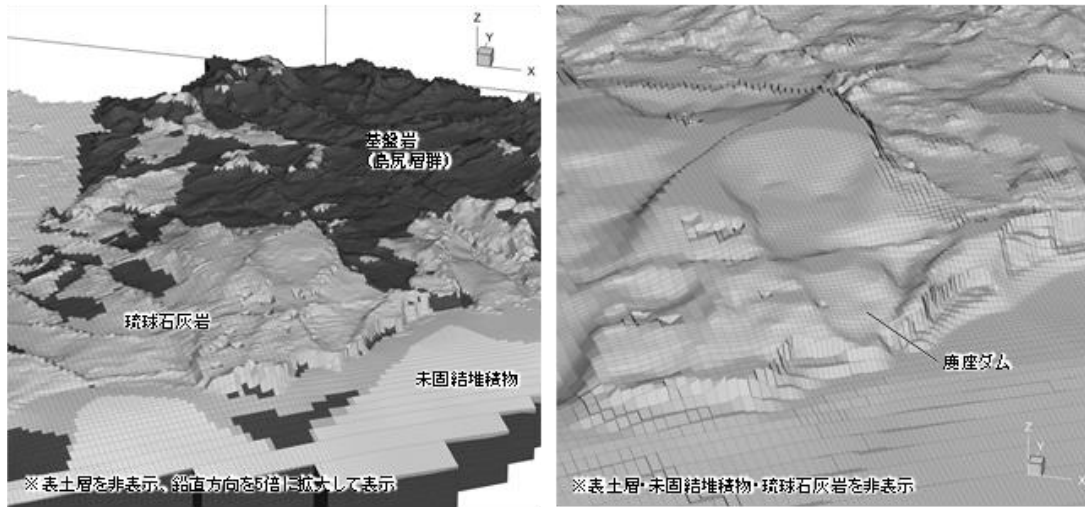 Z
Y
X
基盤岩
(島尻層群)
琉球石灰岩
未固結堆積物
※表土層を非表示、鉛直方向を5倍に拡大して表示
慶座ダム
Z
Y
X
※表土層・未固結堆積物・琉球石灰岩を非表示